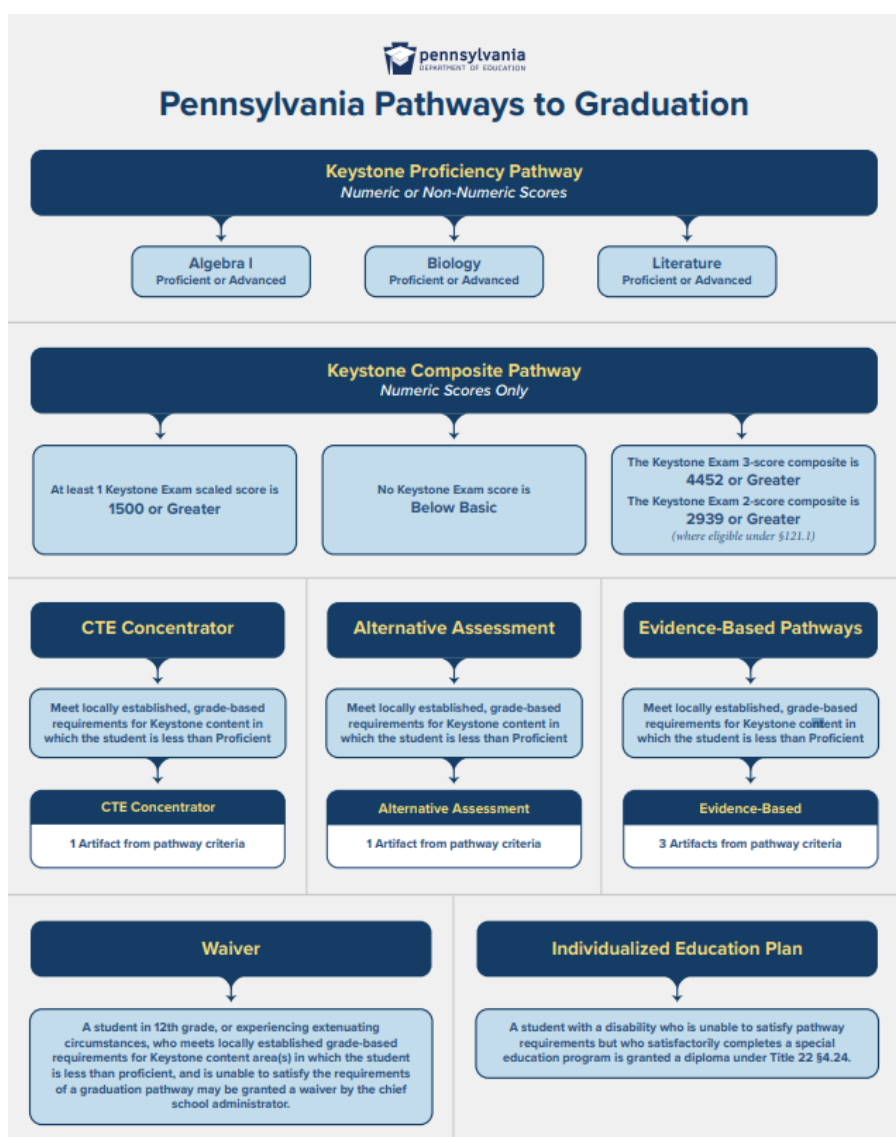 pennsylvania
DEPARTMENT OF EDUCATION
Pennsylvania Pathways to Graduation
Keystone Proficiency Pathway
Numeric or Non-Numeric Scores
Algebra I
Proficient or Advanced
Biology
Proficient or Advanced
Literature
Proficient or Advanced
Keystone Composite Pathway
Numeric Scores Only
At least 1 Keystone Exam scaled score is
1500 or Greater
No Keystone Exam score is
Below Basic
The Keystone Exam 3-score composite is
4452 or Greater
The Keystone Exam 2-score composite is
2939 or Greater
(where eligible under §121.1)
CTE Concentrator
Meet locally established, grade-based
requirements for Keystone content in
which the student is less than Proficient
CTE Concentrator
1 Artifact from pathway criteria
Alternative Assessment
Meet locally established, grade-based
requirements for Keystone content in
which the student is less than Proficient
Alternative Assessment
1 Artifact from pathway criteria
Evidence-Based Pathways
Meet locally established, grade-based
requirements for Keystone content in
which the student is less than Proficient
Evidence-Based
3 Artifacts from pathway criteria
Waiver
A student in 12th grade, or experiencing extenuating
circumstances, who meets locally established grade-based
requirements for Keystone content area(s) in which the student
is less than proficient, and is unable to satisfy the requirements
of a graduation pathway may be granted a waiver by the chief
school administrator.
Individualized Education Plan
A student with a disability who is unable to satisfy pathway
requirements but who satisfactorily completes a special
education program is granted a diploma under Title 22 §4.24.